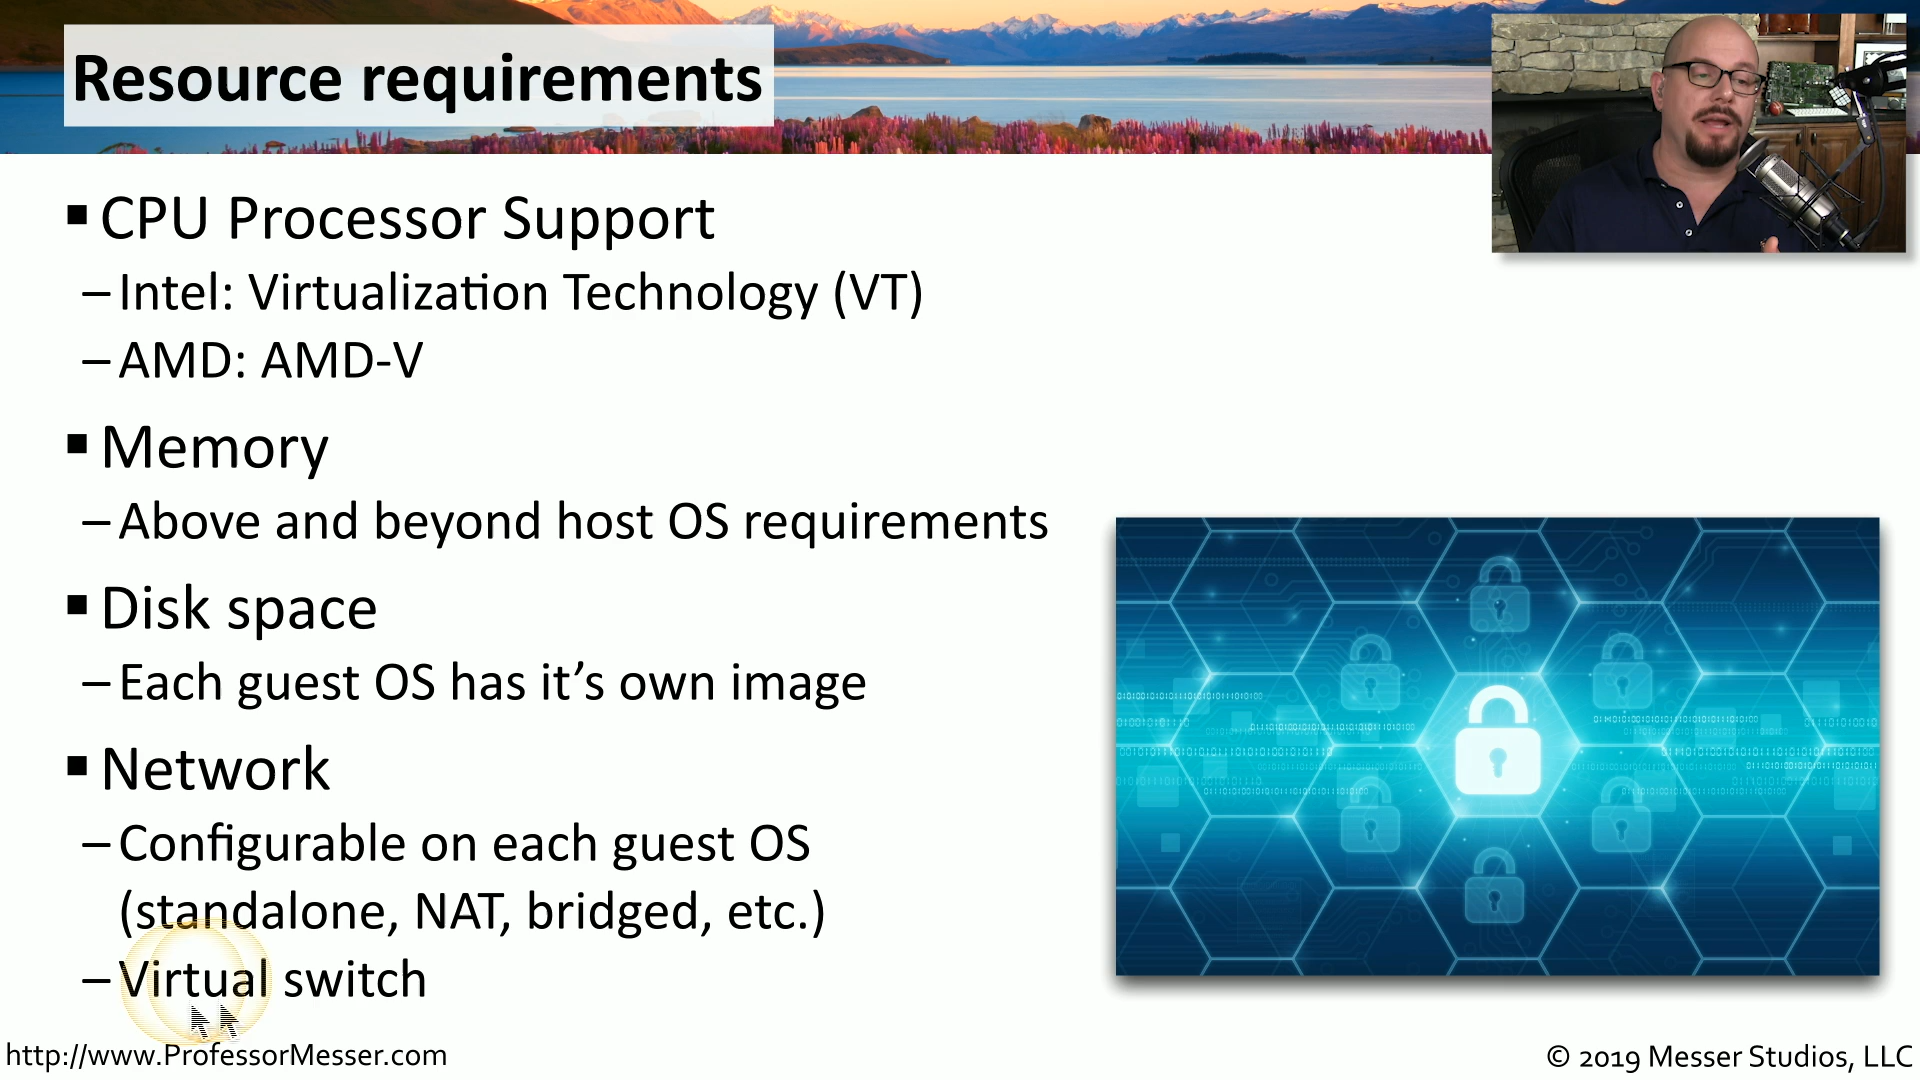 Resource requirements
▪ CPU Processor Support
– Intel: Virtualization Technology (VT)
– AMD: AMD-V
▪ Memory
– Above and beyond host OS requirements
▪ Disk space
– Each guest OS has it’s own image
▪ Network
– Configurable on each guest OS
(standalone, NAT, bridged, etc.)
– Virtual switch
http://www.ProfessorMesser.com
© 2019 Messer Studios, LLC